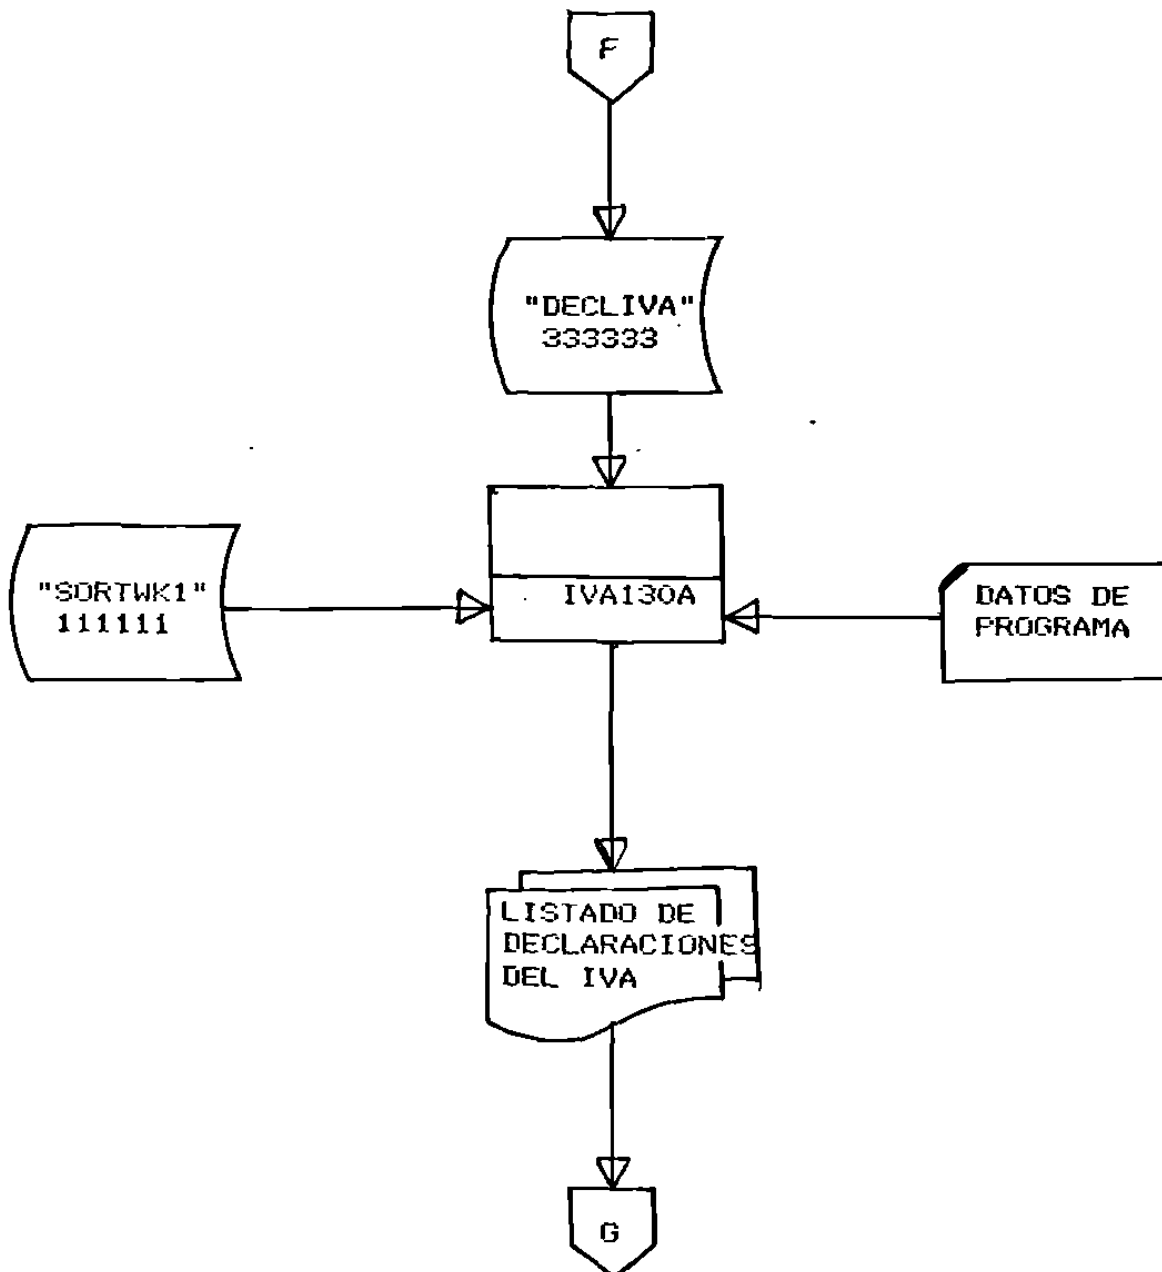 F
"DECLIVA"
333333
"SORTWK1"
111111
IVA130A
DATOS DE
PROGRAMA
LISTADO DE
DECLARACIONES
DEL IVA
G